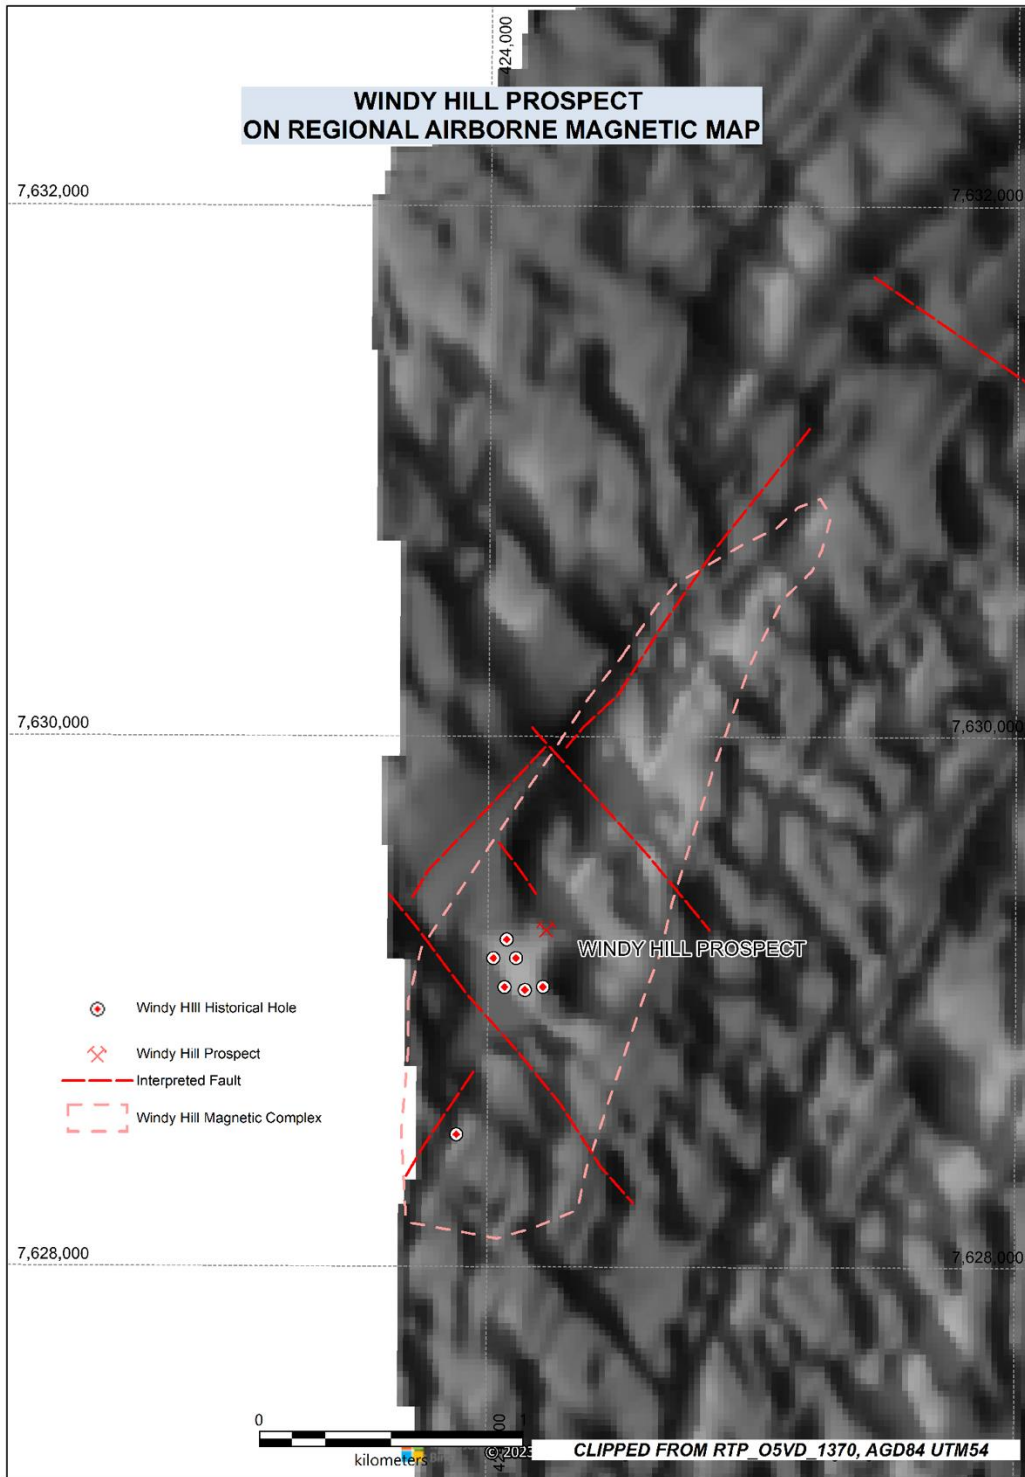 424,000
WINDY HILL PROSPECT
ON REGIONAL AIRBORNE MAGNETIC MAP
7,632,000
7,632,000
7,630,000
7,630,000
WINDY HILL PROSPECT
Windy Hill Historical Hole
Windy Hill Prospect
Interpreted Fault
Windy Hill Magnetic Complex
7,628,000
7,628,000
0
1
kilometers
© 2023
CLIPPED FROM RTP_O5VD_1370, AGD84 UTM54